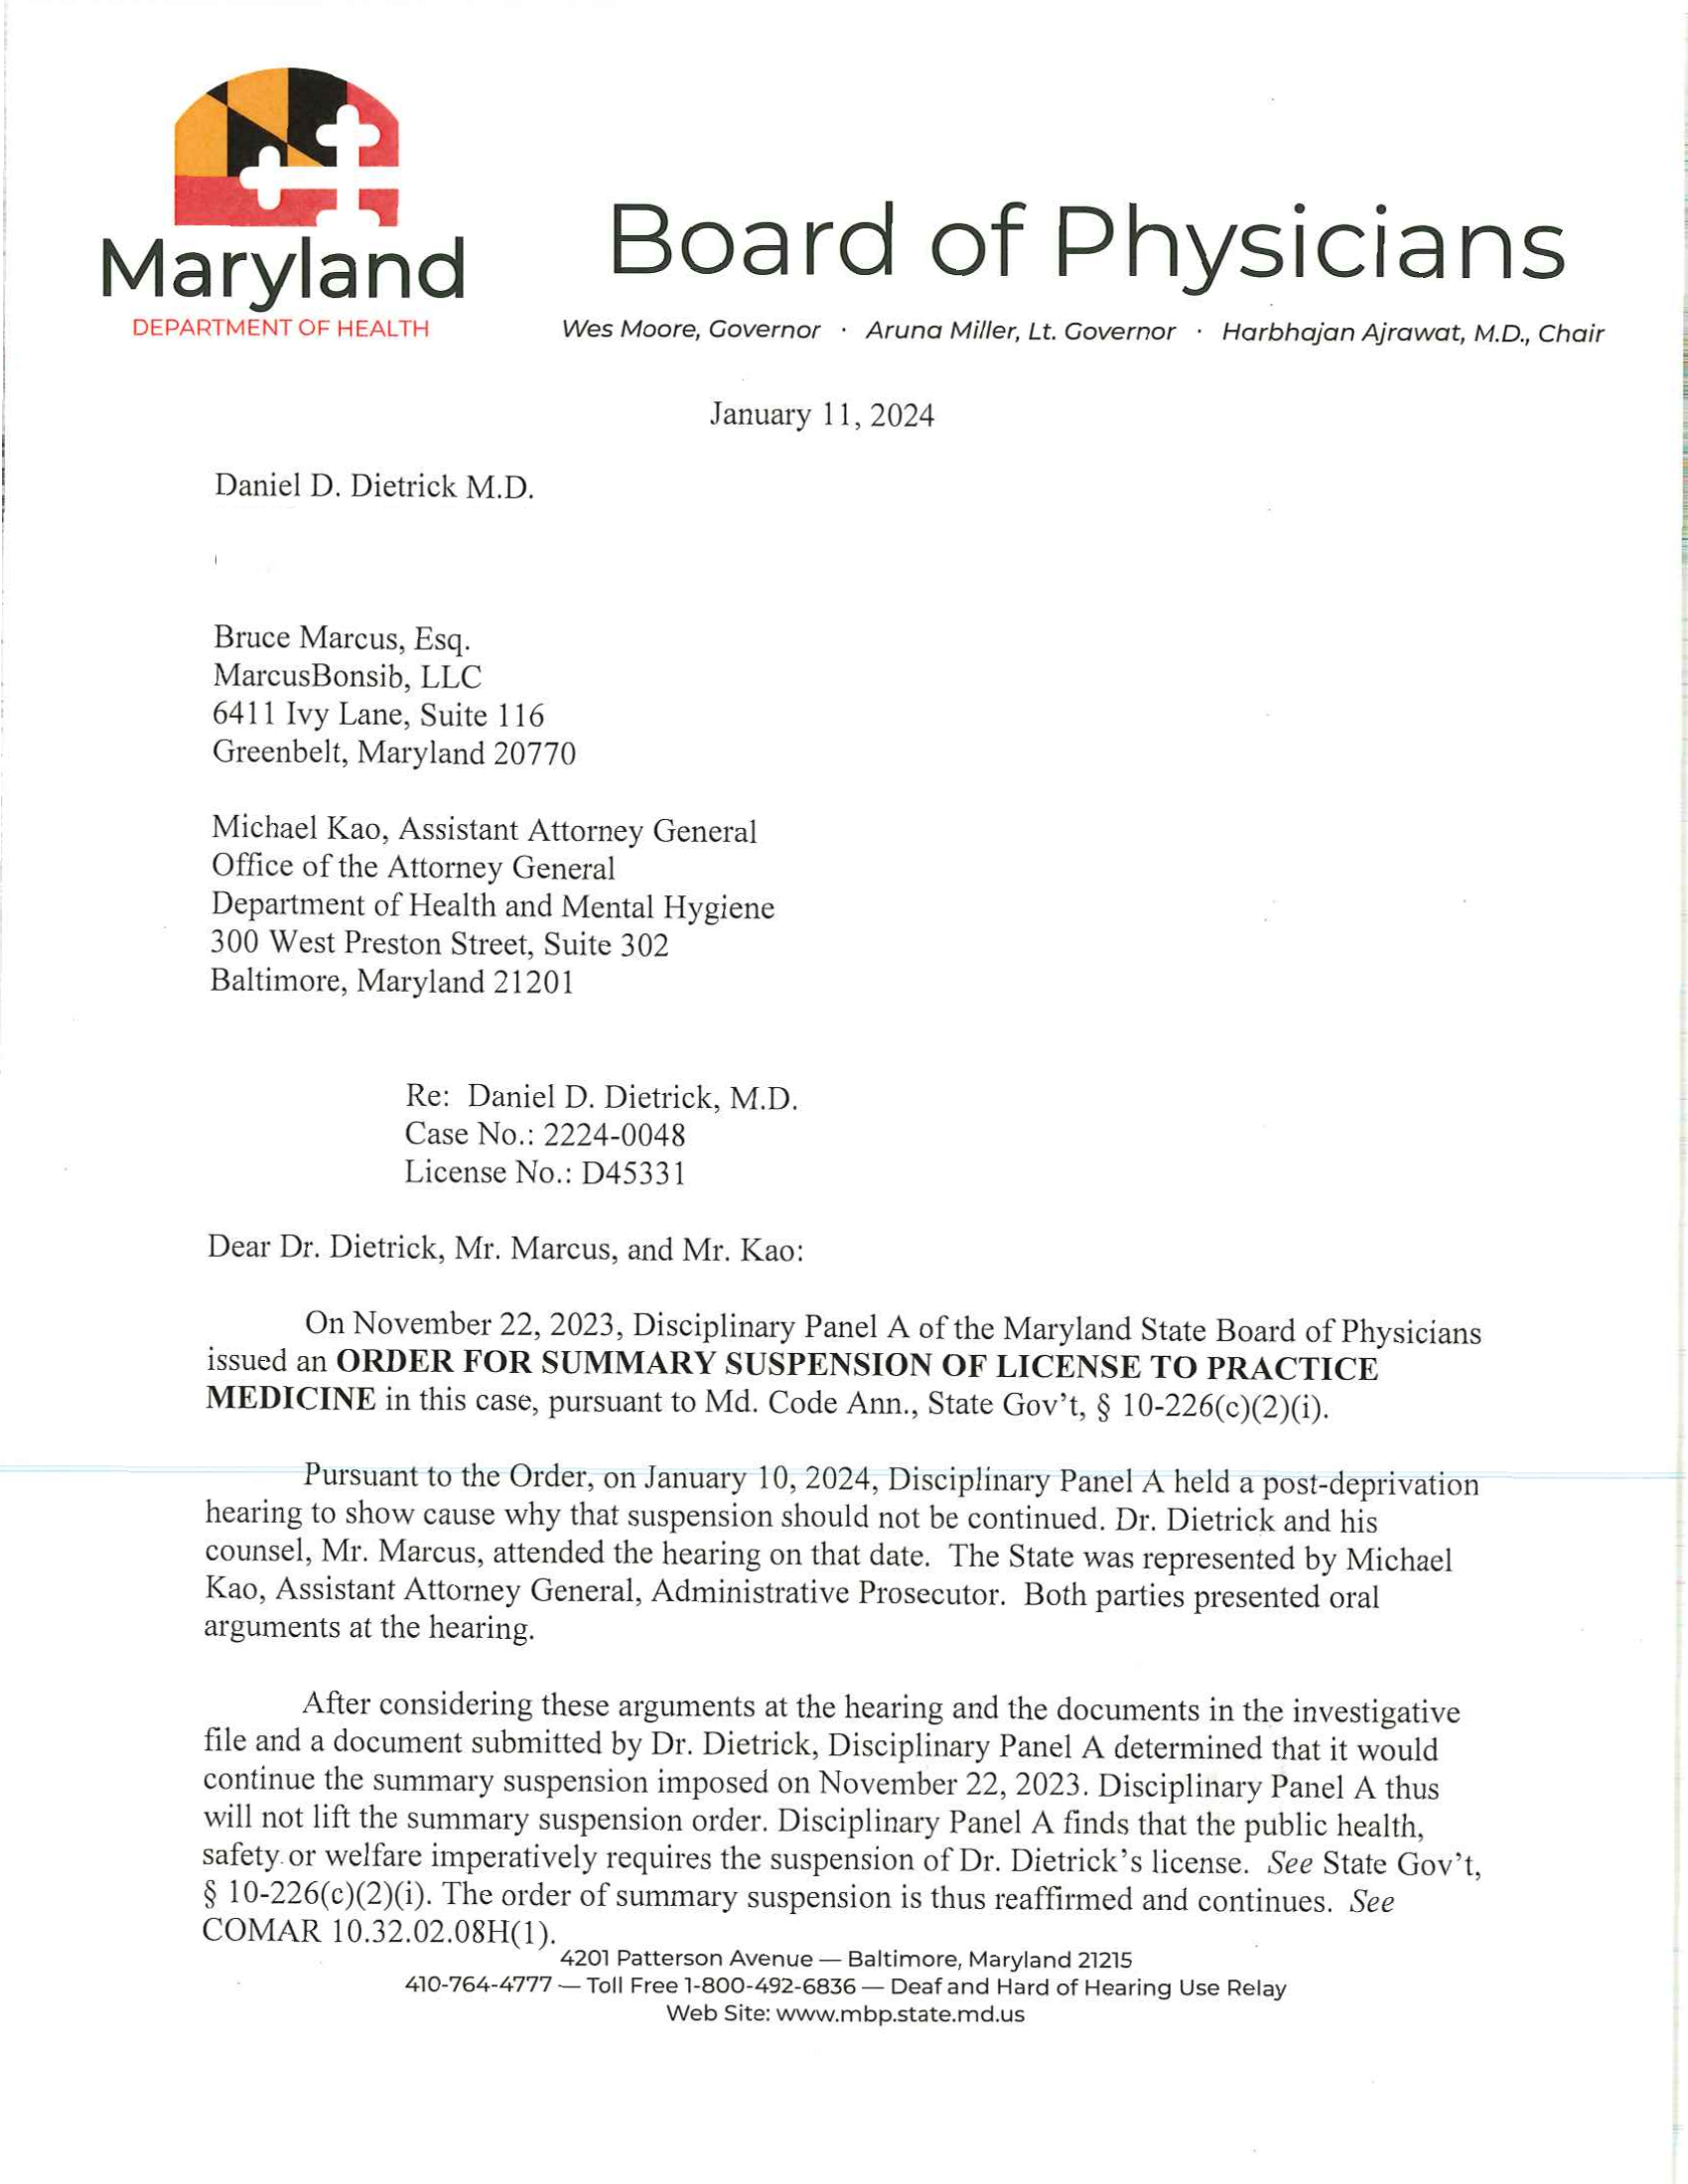 Maryland
DEPARTMENT OF HEALTH
Board of Physicians
Wes Moore, Governor · Aruna Miller, Lt. Governor · Harbhajan Ajrawat, M.D., Chair
January 11, 2024
Daniel D. Dietrick M.D.
Bruce Marcus, Esq.
MarcusBonsib, LLC
6411 Ivy Lane, Suite 116
Greenbelt, Maryland 20770
Michael Kao, Assistant Attorney General
Office of the Attorney General
Department of Health and Mental Hygiene
300 West Preston Street, Suite 302
Baltimore, Maryland 21201
Re: Daniel D. Dietrick, M.D.
Case No.: 2224-0048
License No.: D45331
Dear Dr. Dietrick, Mr. Marcus, and Mr. Kao:
On November 22, 2023, Disciplinary Panel A of the Maryland State Board of Physicians
issued an ORDER FOR SUMMARY SUSPENSION OF LICENSE TO PRACTICE
MEDICINE in this case, pursuant to Md. Code Ann., State Gov't, § 10-226(c)(2)(i).
Pursuant to the Order, on January 10, 2024, Disciplinary Panel A held a post-deprivation
hearing to show cause why that suspension should not be continued. Dr. Dietrick and his
counsel, Mr. Marcus, attended the hearing on that date. The State was represented by Michael
Kao, Assistant Attorney General, Administrative Prosecutor. Both parties presented oral
arguments at the hearing.
After considering these arguments at the hearing and the documents in the investigative
file and a document submitted by Dr. Dietrick, Disciplinary Panel A determined that it would
continue the summary suspension imposed on November 22, 2023. Disciplinary Panel A thus
will not lift the summary suspension order. Disciplinary Panel A finds that the public health,
safety or welfare imperatively requires the suspension of Dr. Dietrick's license. See State Gov't,
§ 10-226(c)(2)(i). The order of summary suspension is thus reaffirmed and continues. See
COMAR 10.32.02.08H(1).
4201 Patterson Avenue — Baltimore, Maryland 21215
410-764-4777 — Toll Free 1-800-492-6836 — Deaf and Hard of Hearing Use Relay
Web Site: www.mbp.state.md.us